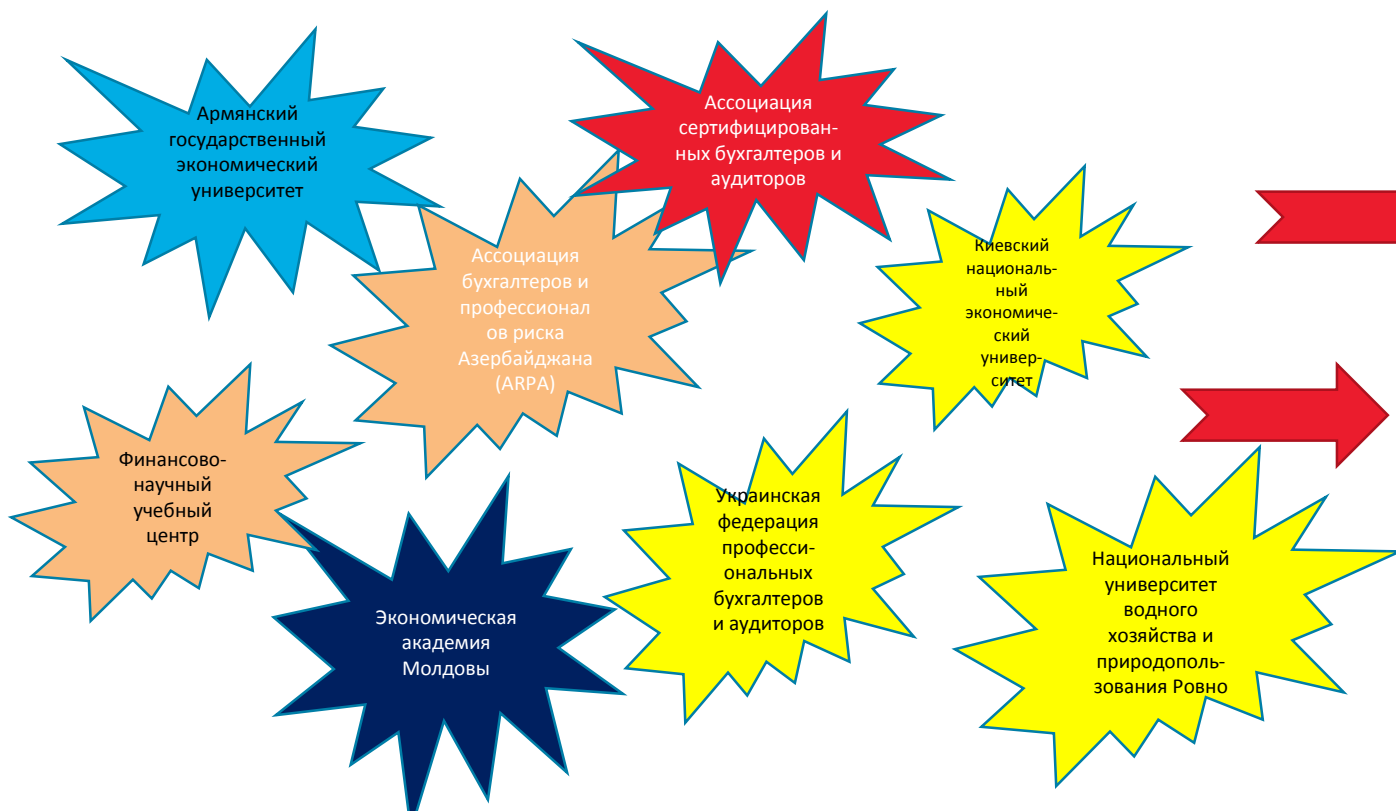 Армянский
государственный
экономический
университет
Ассоциация
сертифицирован-
ных бухгалтеров и
аудиторов
Ассоциация
бухгалтеров и
профессионал
ов риска
Азербайджана
(ARPA)
Киевский
националь-
ный
экономиче-
ский
универ-
ситет
Финансово-
научный
учебный
центр
Экономическая
академия
Молдовы
Украинская
федерация
професси-
ональных
бухгалтеров
и аудиторов
Национальный
университет
водного
хозяйства и
природополь-
зования Ровно